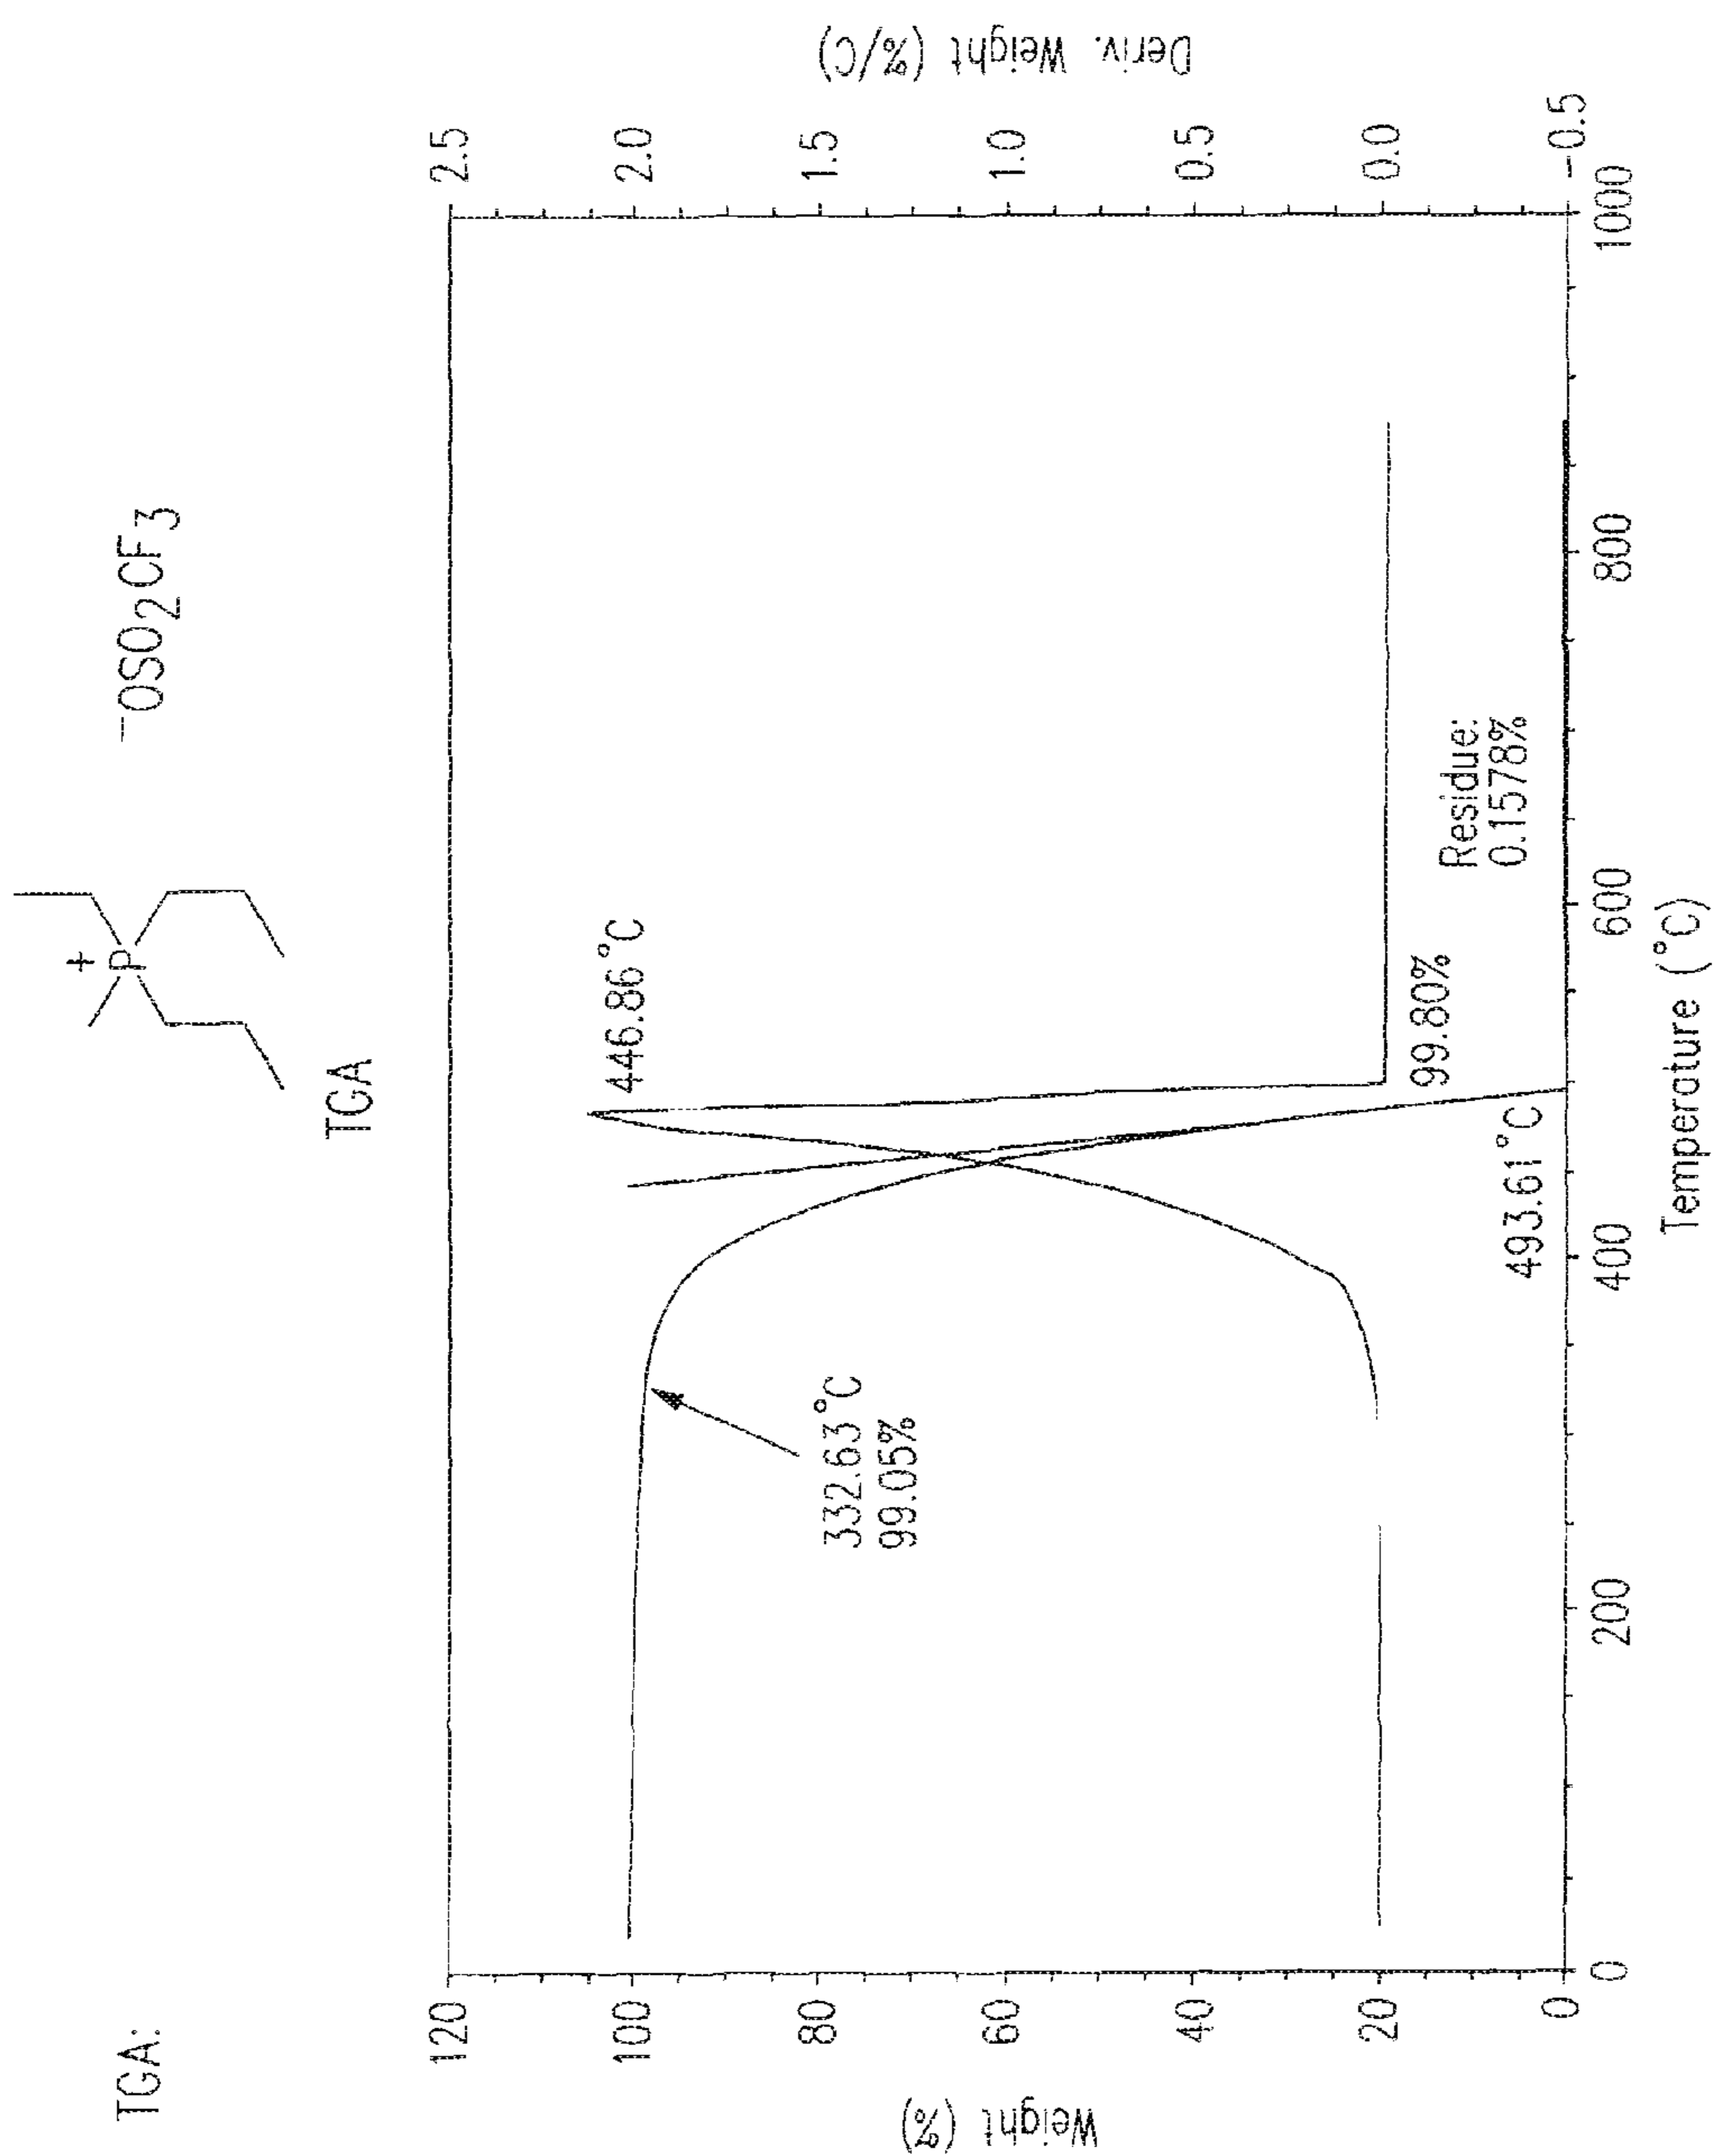 TGA:
+
P
⁻OSO₂CF₃
TGA
120
100
80
60
40
20
0
Weight (%)
2.5
2.0
1.5
1.0
0.5
0.0
-0.5
Deriv. Weight (%/C)
446.86°C
332.63°C
99.05%
99.80%
Residue:
0.1578%
493.61°C
0
200
400
600
800
1000
Temperature (°C)